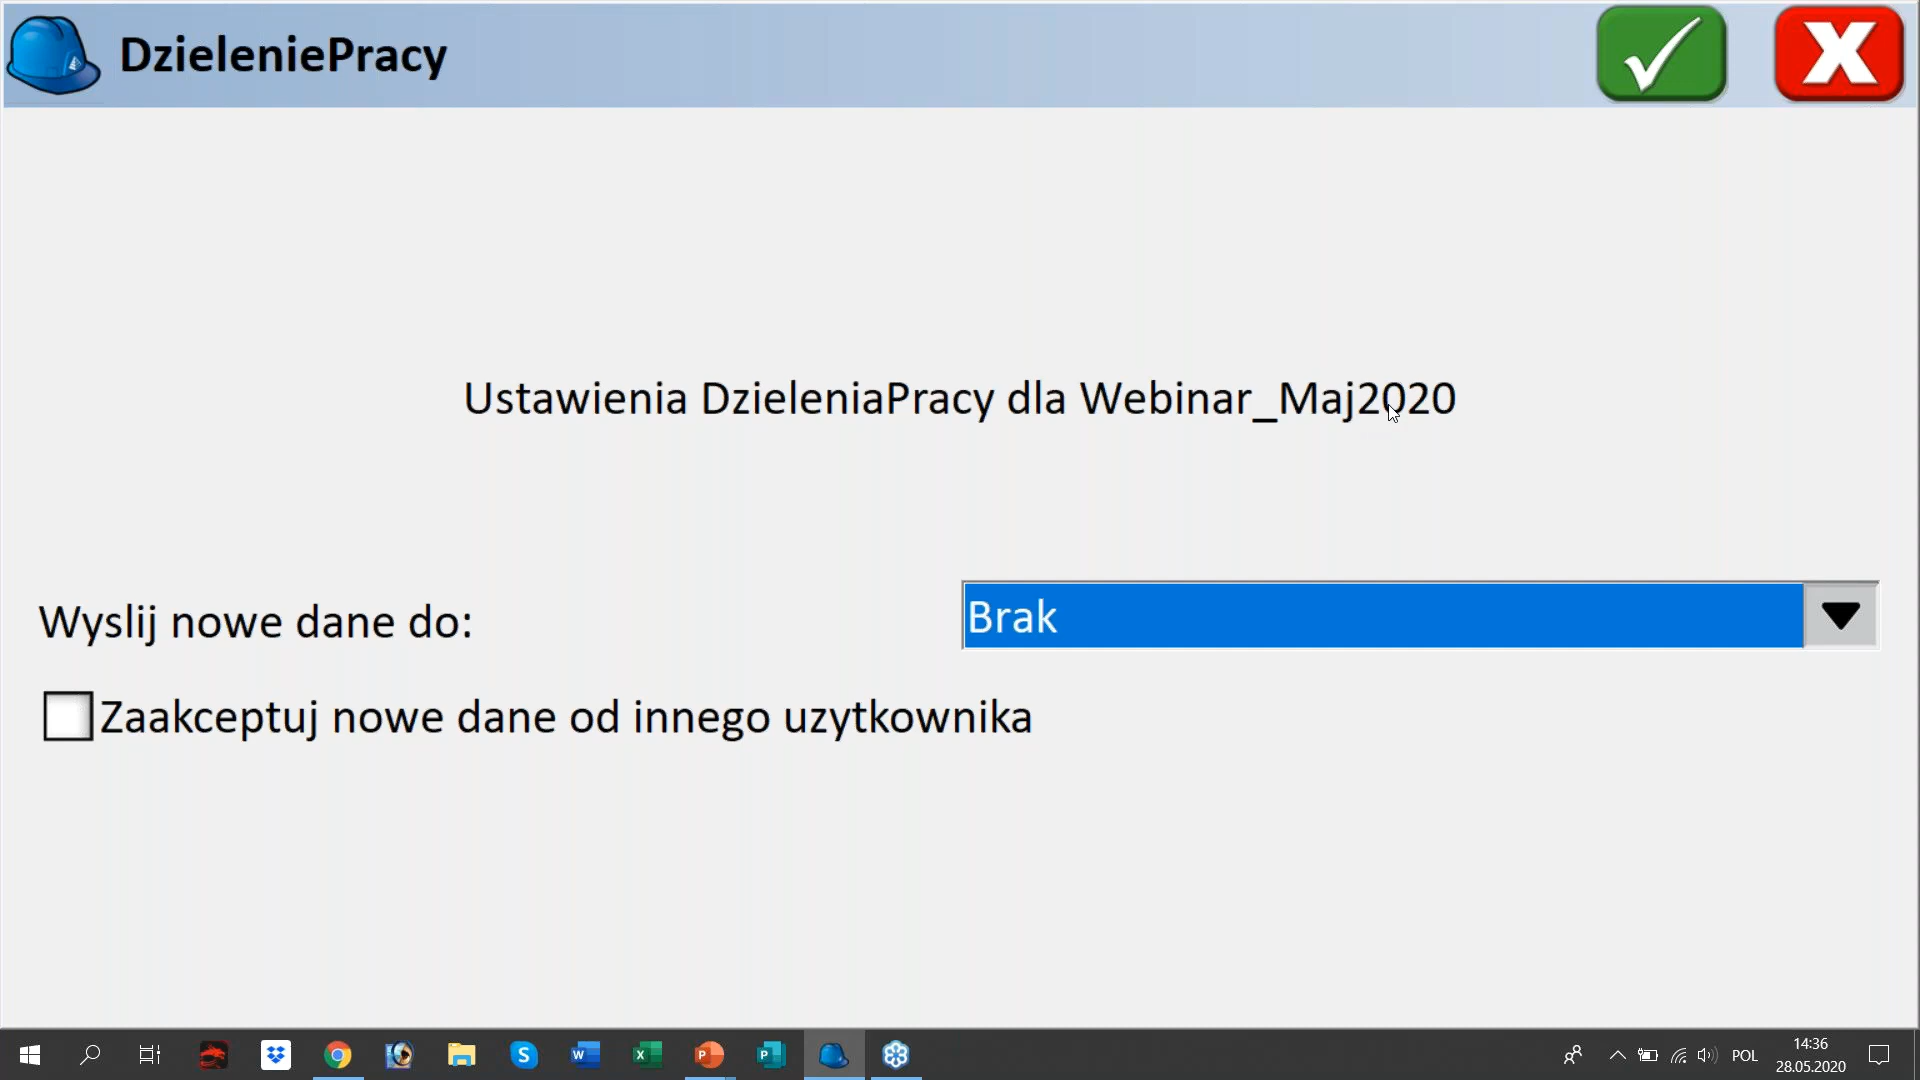 DzieleniePracy
Ustawienia DzieleniaPracy dla Webinar_Maj2020
Wyslij nowe dane do:
Brak
Zaakceptuj nowe dane od innego uzytkownika
POL
14:36
28.05.2020